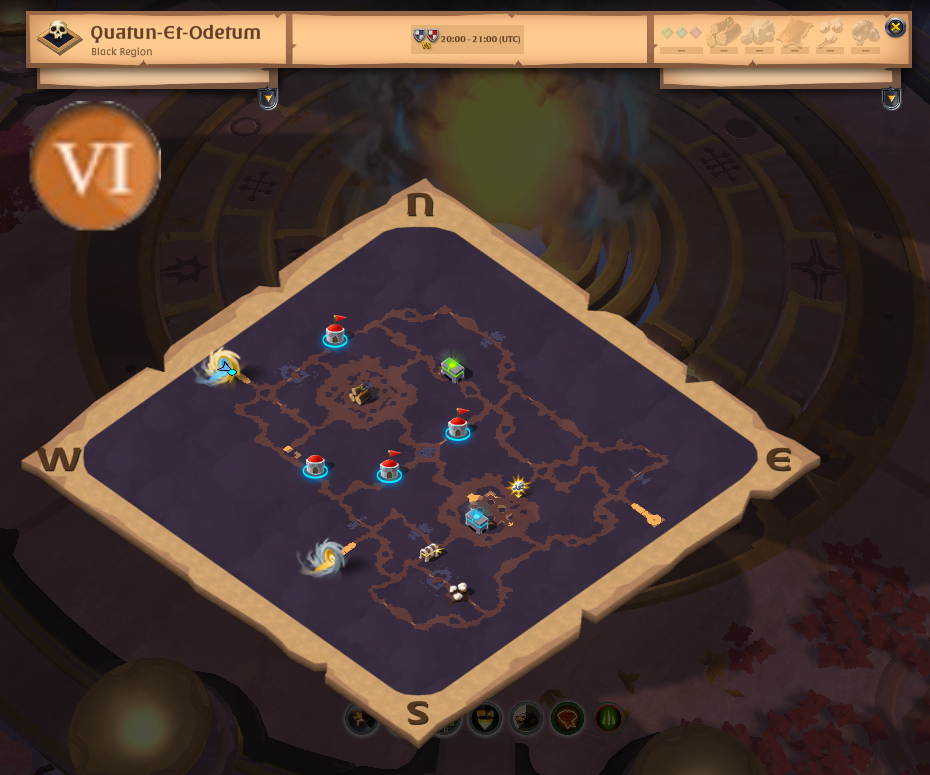 Quatun-Et-Odetum
Black Region
20:00 - 21:00 (UTC)
VI
N
W
E
S